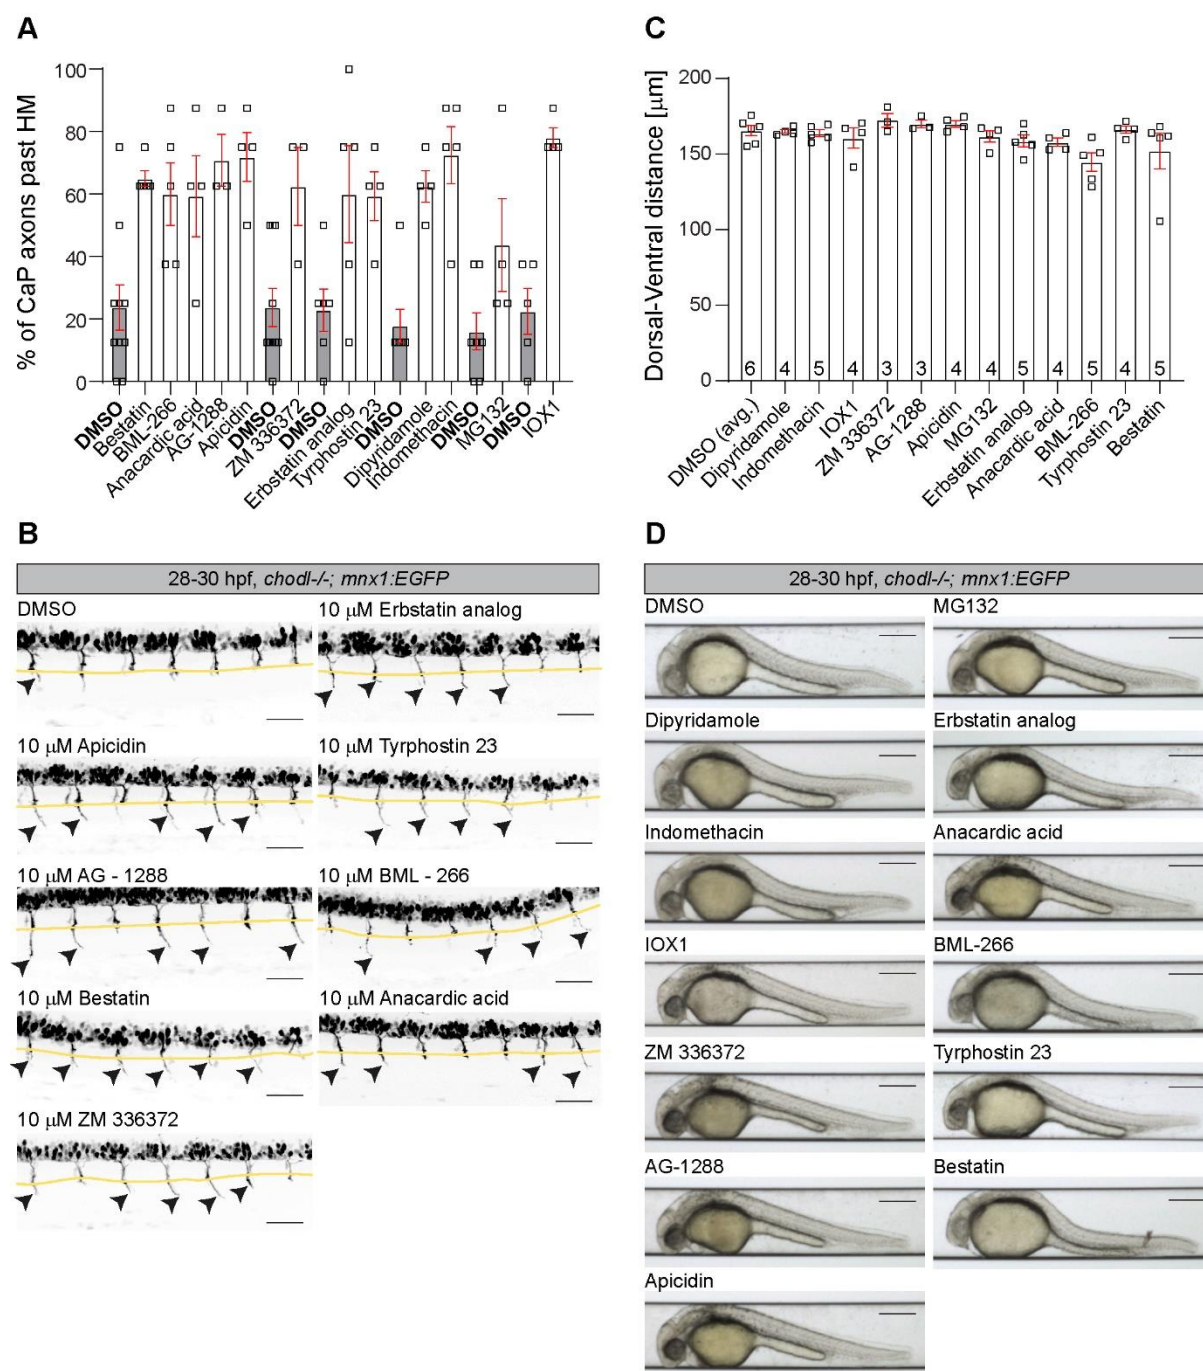 A
% of CaP axons past HM
100
80
60
40
20
0
DMSO
Bestatin
BML-266
Anacardic acid
AG-1288
Apicidin
DMSO
ZM 336372
DMSO
Erbstatin analog
Tyrphostin 23
DMSO
Dipyridamole
Indomethacin
DMSO
MG132
DMSO
IOX1
C
Dorsal-Ventral distance [μm]
200
150
100
50
0
6 4 5 4 3 3 4 4 5 4 5 4 5
DMSO (avg.)
Dipyridamole
Indomethacin
IOX1
ZM 336372
AG-1288
Apicidin
MG132
Erbstatin analog
Anacardic acid
BML-266
Tyrphostin 23
Bestatin
B
28-30 hpf, chodl-/-; mnx1:EGFP
DMSO
10 μM Erbstatin analog
10 μM Apicidin
10 μM Tyrphostin 23
10 μM AG - 1288
10 μM BML - 266
10 μM Bestatin
10 μM Anacardic acid
10 μM ZM 336372
D
28-30 hpf, chodl-/-; mnx1:EGFP
DMSO
MG132
Dipyridamole
Erbstatin analog
Indomethacin
Anacardic acid
IOX1
BML-266
ZM 336372
Tyrphostin 23
AG-1288
Bestatin
Apicidin